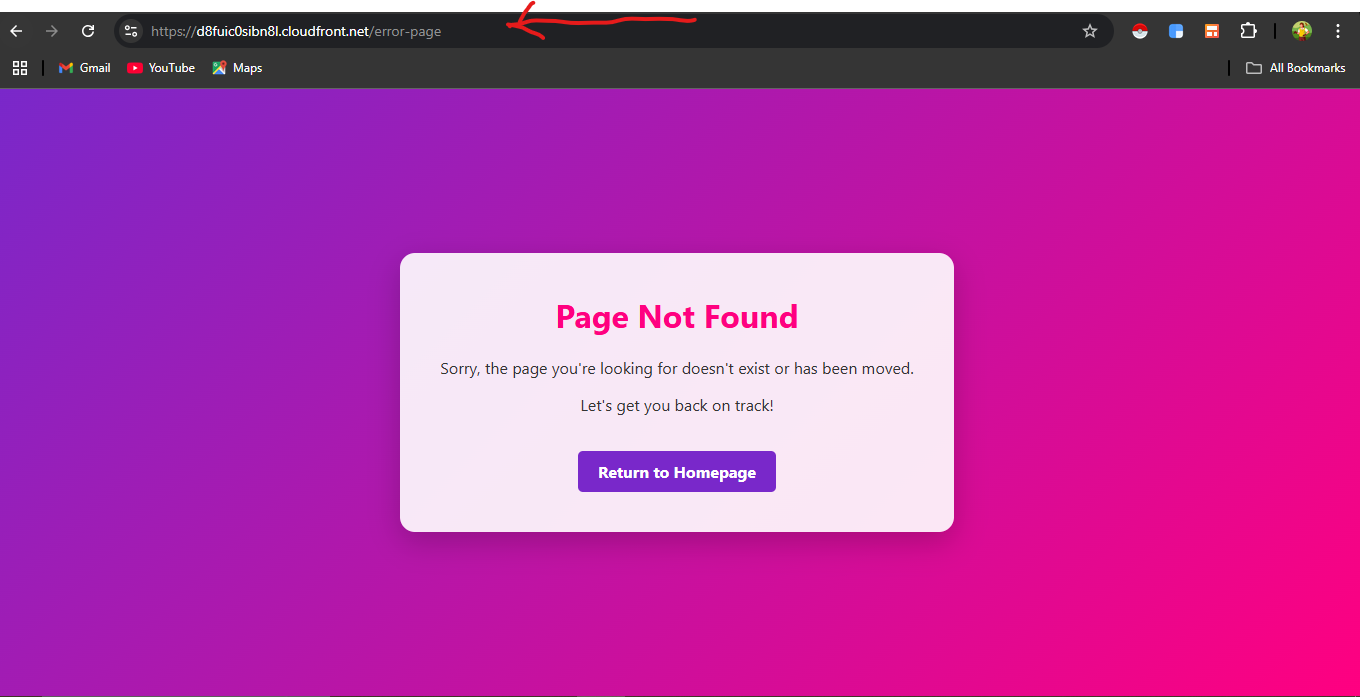 https://d8fuic0sibn8l.cloudfront.net/error-page
Gmail YouTube Maps All Bookmarks
Page Not Found
Sorry, the page you're looking for doesn't exist or has been moved.
Let's get you back on track!
Return to Homepage